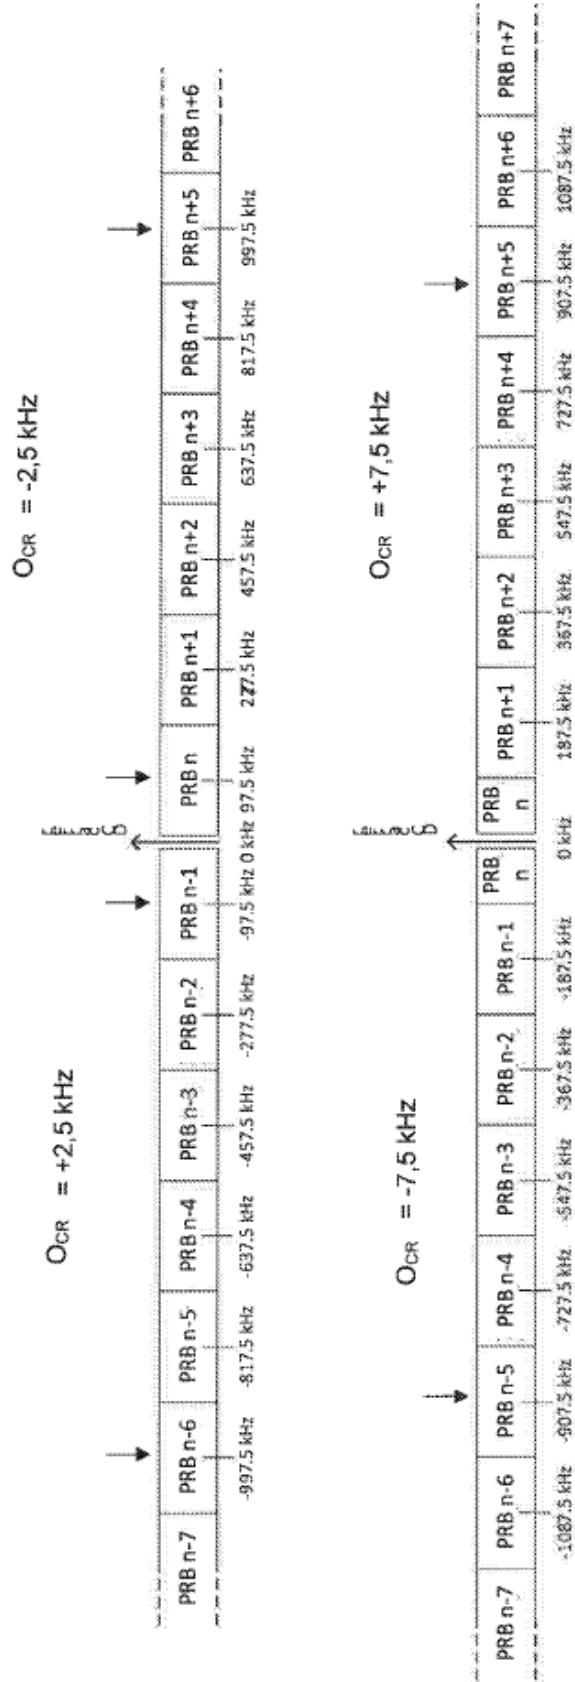 OCR = +2,5 kHz
OCR = -2,5 kHz
PRB n-7
PRB n-6
PRB n-5
PRB n-4
PRB n-3
PRB n-2
PRB n-1
PRB n
PRB n+1
PRB n+2
PRB n+3
PRB n+4
PRB n+5
PRB n+6
-997.5 kHz
-817.5 kHz
-637.5 kHz
-457.5 kHz
-277.5 kHz
-97.5 kHz
0 kHz
97.5 kHz
277.5 kHz
457.5 kHz
637.5 kHz
817.5 kHz
997.5 kHz
OCR = -7,5 kHz
OCR = +7,5 kHz
PRB n-7
PRB n-6
PRB n-5
PRB n-4
PRB n-3
PRB n-2
PRB n-1
PRB
n
PRB
n
PRB n+1
PRB n+2
PRB n+3
PRB n+4
PRB n+5
PRB n+6
PRB n+7
-1087.5 kHz
-907.5 kHz
-727.5 kHz
-547.5 kHz
-367.5 kHz
-187.5 kHz
0 kHz
187.5 kHz
367.5 kHz
547.5 kHz
727.5 kHz
907.5 kHz
1087.5 kHz